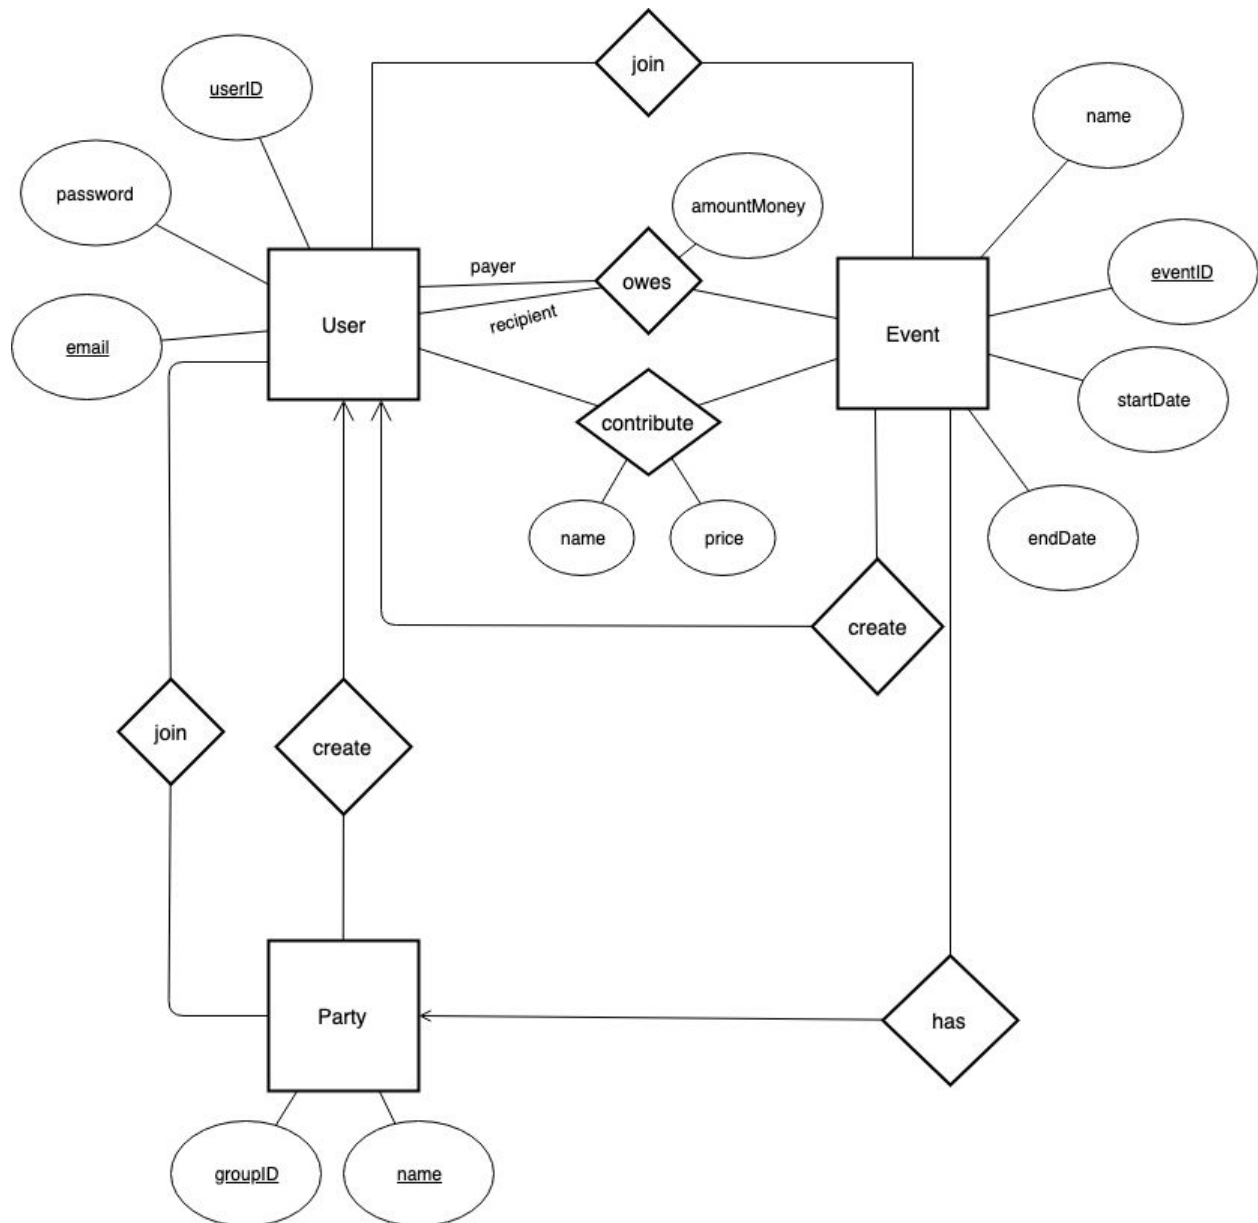 join
userID
name
password
amountMoney
payer
owes
eventID
recipient
User
Event
email
startDate
contribute
name
price
endDate
create
join
create
Party
has
groupID
name